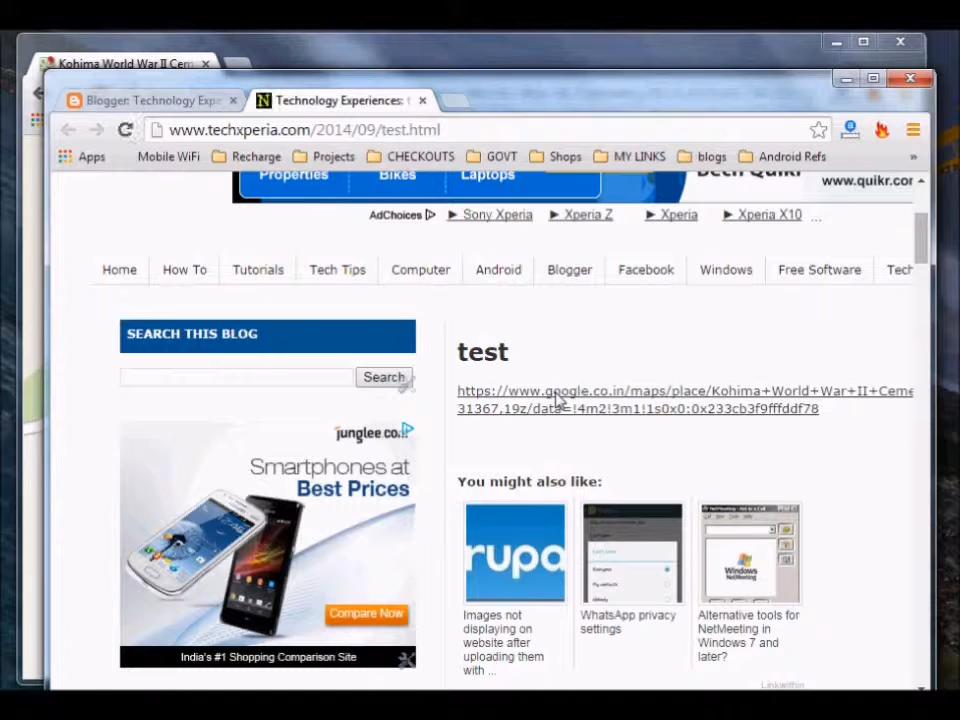 Kohima World War II Cem
Blogger: Technology Expe
Technology Experiences: t
www.techxperia.com/2014/09/test.html
Apps Mobile WiFi Recharge Projects CHECKOUTS GOVT Shops MY LINKS blogs Android Refs »
Properties Bikes Laptops
www.quikr.cor
AdChoices Sony Xperia Xperia Z Xperia Xperia X10 ...
Home How To Tutorials Tech Tips Computer Android Blogger Facebook Windows Free Software Tech
SEARCH THIS BLOG
Search
test
https://www.google.co.in/maps/place/Kohima+World+War+II+Ceme
31367,19z/data=!4m2!3m1!1s0x0:0x233cb3f9fffddf78
junglee.co
Smartphones at
Best Prices
Compare Now
India's #1 Shopping Comparison Site
You might also like:
rupa
Windows
NetMeeting
Images not
displaying on
website after
uploading them
with ...
WhatsApp privacy
settings
Alternative tools for
NetMeeting in
Windows 7 and
later?
Linkwithin